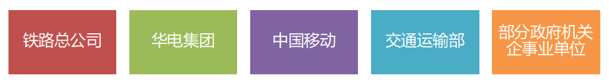 铁路总公司
华电集团
中国移动
交通运输部
部分政府机关
企事业单位